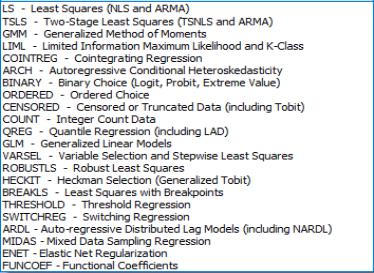 LS - Least Squares (NLS and ARMA)
TSLS - Two-Stage Least Squares (TSNLS and ARMA)
GMM - Generalized Method of Moments
LIML - Limited Information Maximum Likelihood and K-Class
COINTREG - Cointegrating Regression
ARCH - Autoregressive Conditional Heteroskedasticity
BINARY - Binary Choice (Logit, Probit, Extreme Value)
ORDERED - Ordered Choice
CENSORED - Censored or Truncated Data (including Tobit)
COUNT - Integer Count Data
QREG - Quantile Regression (including LAD)
GLM - Generalized Linear Models
VARSEL - Variable Selection and Stepwise Least Squares
ROBUSTLS - Robust Least Squares
HECKIT - Heckman Selection (Generalized Tobit)
BREAKLS - Least Squares with Breakpoints
THRESHOLD - Threshold Regression
SWITCHREG - Switching Regression
ARDL - Auto-regressive Distributed Lag Models (including NARDL)
MIDAS - Mixed Data Sampling Regression
ENET - Elastic Net Regularization
FUNCOEF - Functional Coefficients